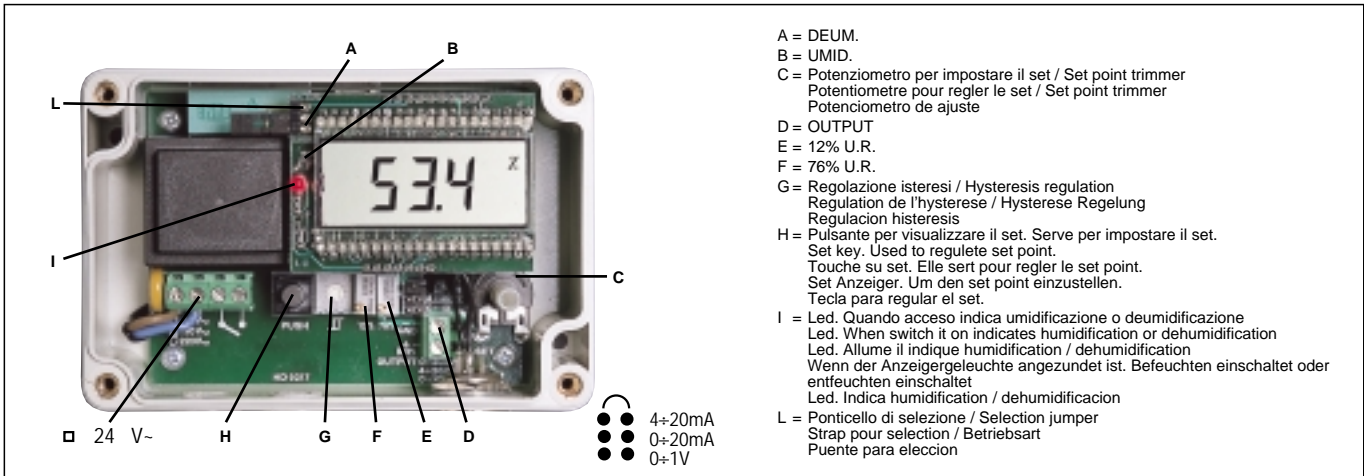 A
B
L
53.4 %
I
C
PUSH
OUTPUT
24 V~
H
G
F
E
D
4÷20mA
0÷20mA
0÷1V
A = DEUM.
B = UMID.
C = Potenziometro per impostare il set / Set point trimmer
Potentiometre pour regler le set / Set point trimmer
Potenciometro de ajuste
D = OUTPUT
E = 12% U.R.
F = 76% U.R.
G = Regolazione isteresi / Hysteresis regulation
Regulation de l'hysterese / Hysterese Regelung
Regulacion histeresis
H = Pulsante per visualizzare il set. Serve per impostare il set.
Set key. Used to regulete set point.
Touche su set. Elle sert pour regler le set point.
Set Anzeiger. Um den set point einzustellen.
Tecla para regular el set.
I = Led. Quando acceso indica umidificazione o deumidificazione
Led. When switch it on indicates humidification or dehumidification
Led. Allume il indique humidification / dehumidification
Wenn der Anzeigergeleuchte angezundet ist. Befeuchten einschaltet oder
entfeuchten einschaltet
Led. Indica humidification / dehumidificacion
L = Ponticello di selezione / Selection jumper
Strap pour selection / Betriebsart
Puente para eleccion